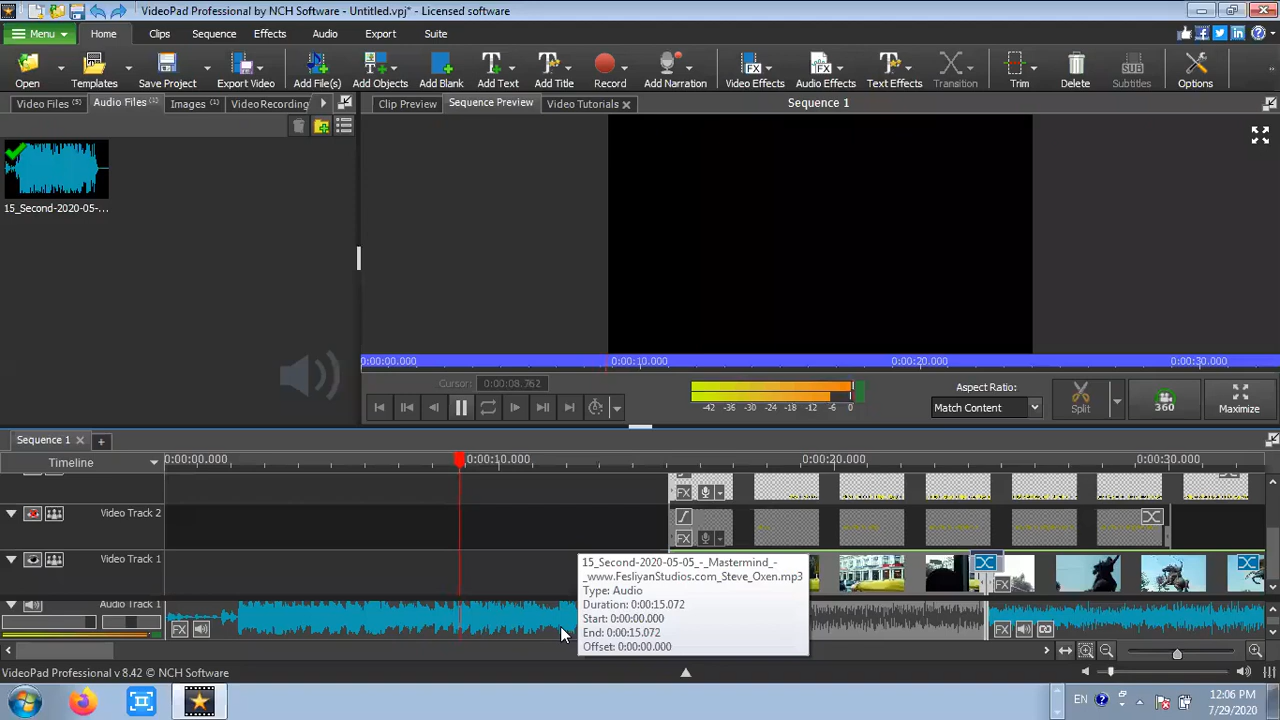 VideoPad Professional by NCH Software - Untitled.vpj* - Licensed software
Menu Home Clips Sequence Effects Audio Export Suite
Open Templates Save Project Export Video Add File(s) Add Objects Add Blank Add Text Add Title Record Add Narration Video Effects Audio Effects Text Effects Transition Trim Delete Subtitles Options
Video Files (5) Audio Files (1) Images (1) VideoRecording
Clip Preview Sequence Preview Video Tutorials Sequence 1
15_Second-2020-05-...
0:00:00.000 0:00:10.000 0:00:20.000 0:00:30.000
Cursor: 0:00:08.762
-42 -36 -30 -24 -18 -12 -6 0
Aspect Ratio:
Match Content
Split 360 Maximize
Sequence 1
Timeline 0:00:00.000 0:00:10.000 0:00:20.000 0:00:30.000
FX
Video Track 2
FX
Video Track 1
FX
Audio Track 1
FX FX
15_Second-2020-05-05_-_Mastermind_-
_www.FesliyanStudios.com_Steve_Oxen.mp3
Type: Audio
Duration: 0:00:15.072
Start: 0:00:00.000
End: 0:00:15.072
Offset: 0:00:00.000
VideoPad Professional v 8.42 © NCH Software
EN
12:06 PM
7/29/2020